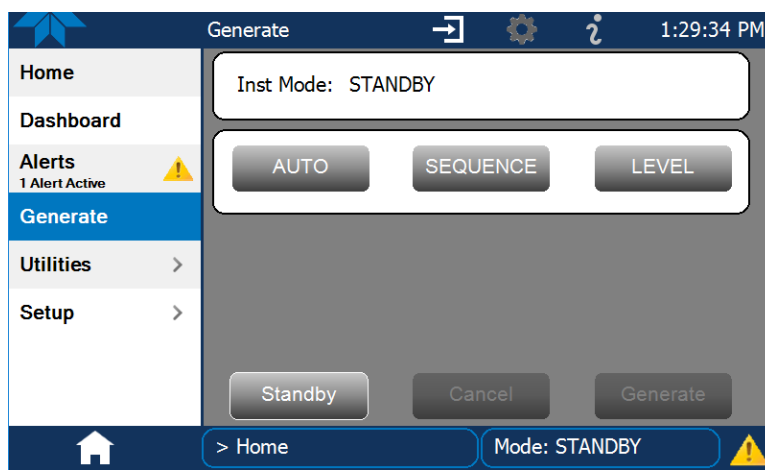 Generate
1:29:34 PM
Home
Dashboard
Alerts
1 Alert Active
Generate
Utilities
Setup
Inst Mode: STANDBY
AUTO
SEQUENCE
LEVEL
Standby
Cancel
Generate
> Home
Mode: STANDBY